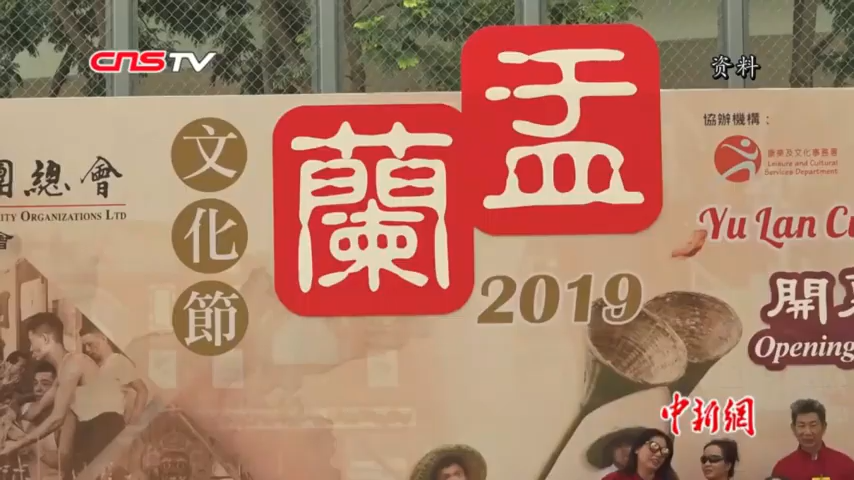 CNSTV
资料
協辦機構：
康樂及文化事務署
Leisure and Cultural
Services Department
團總會
ITY ORGANIZATIONS LTD
會
盂蘭
文化節
2019
Yu Lan Cu
開
Opening
中新網